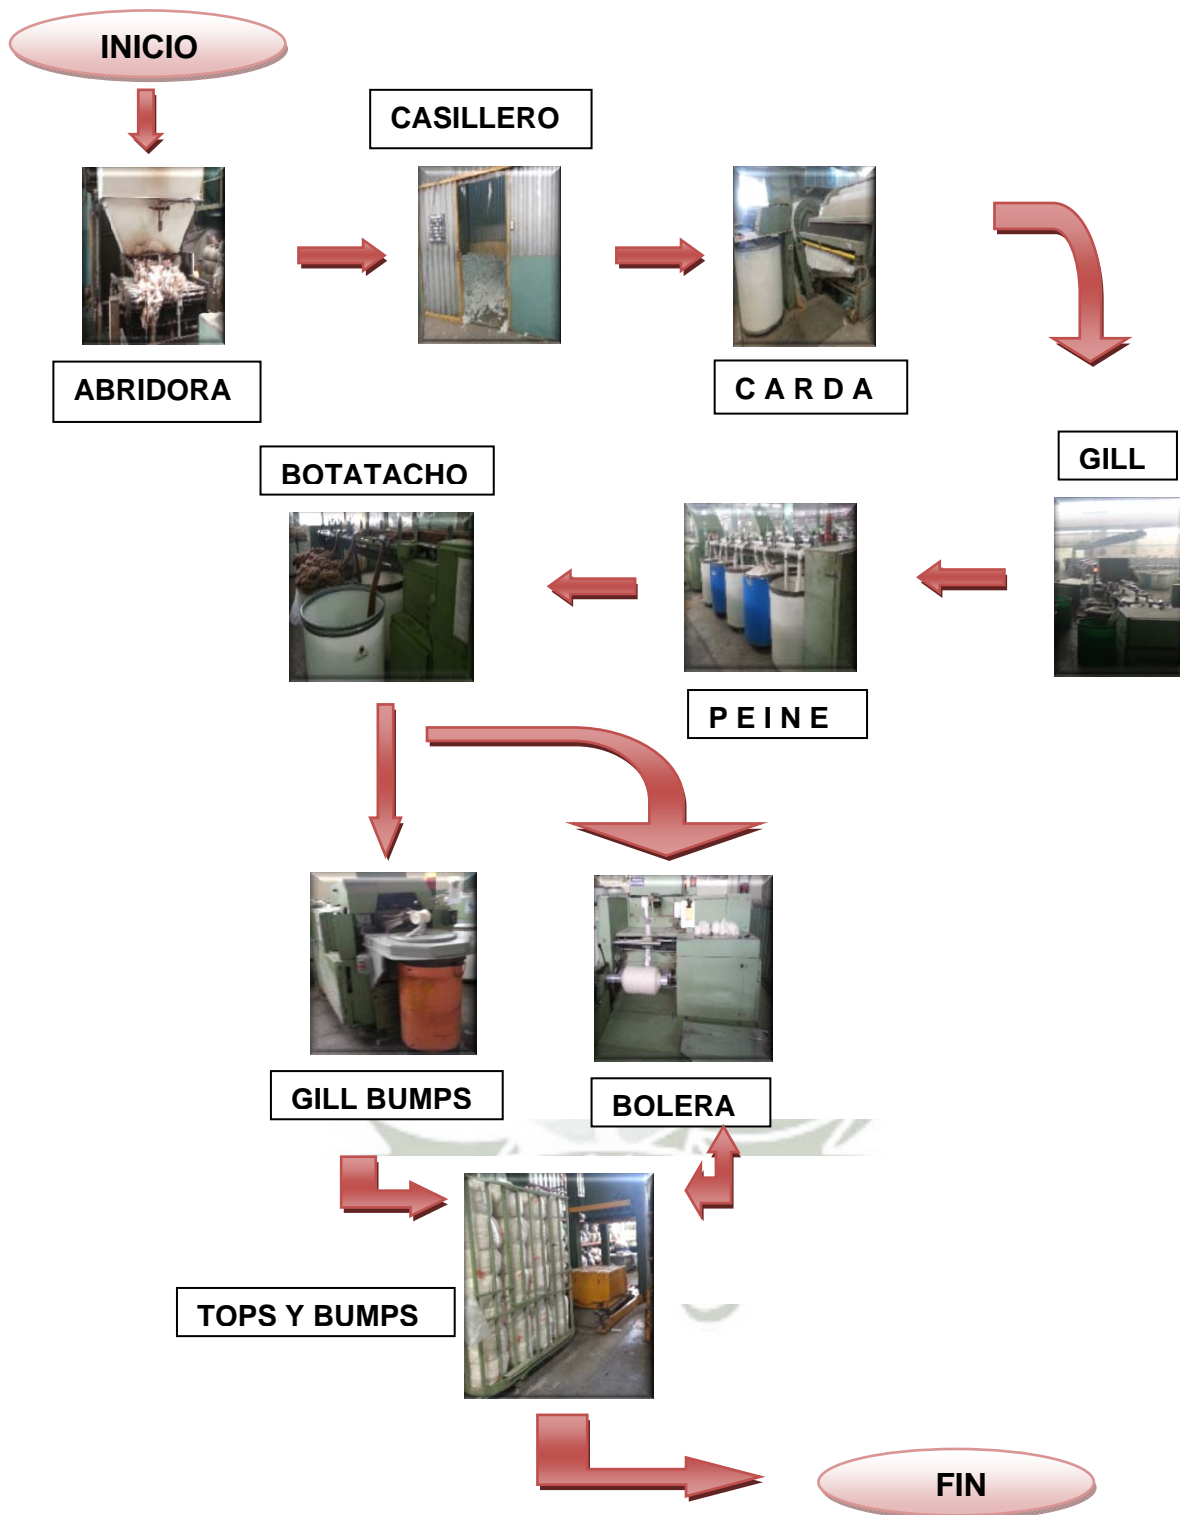 INICIO
CASILLERO
ABRIDORA
C A R D A
GILL
BOTATACHO
P E I N E
GILL BUMPS
BOLERA
TOPS Y BUMPS
FIN